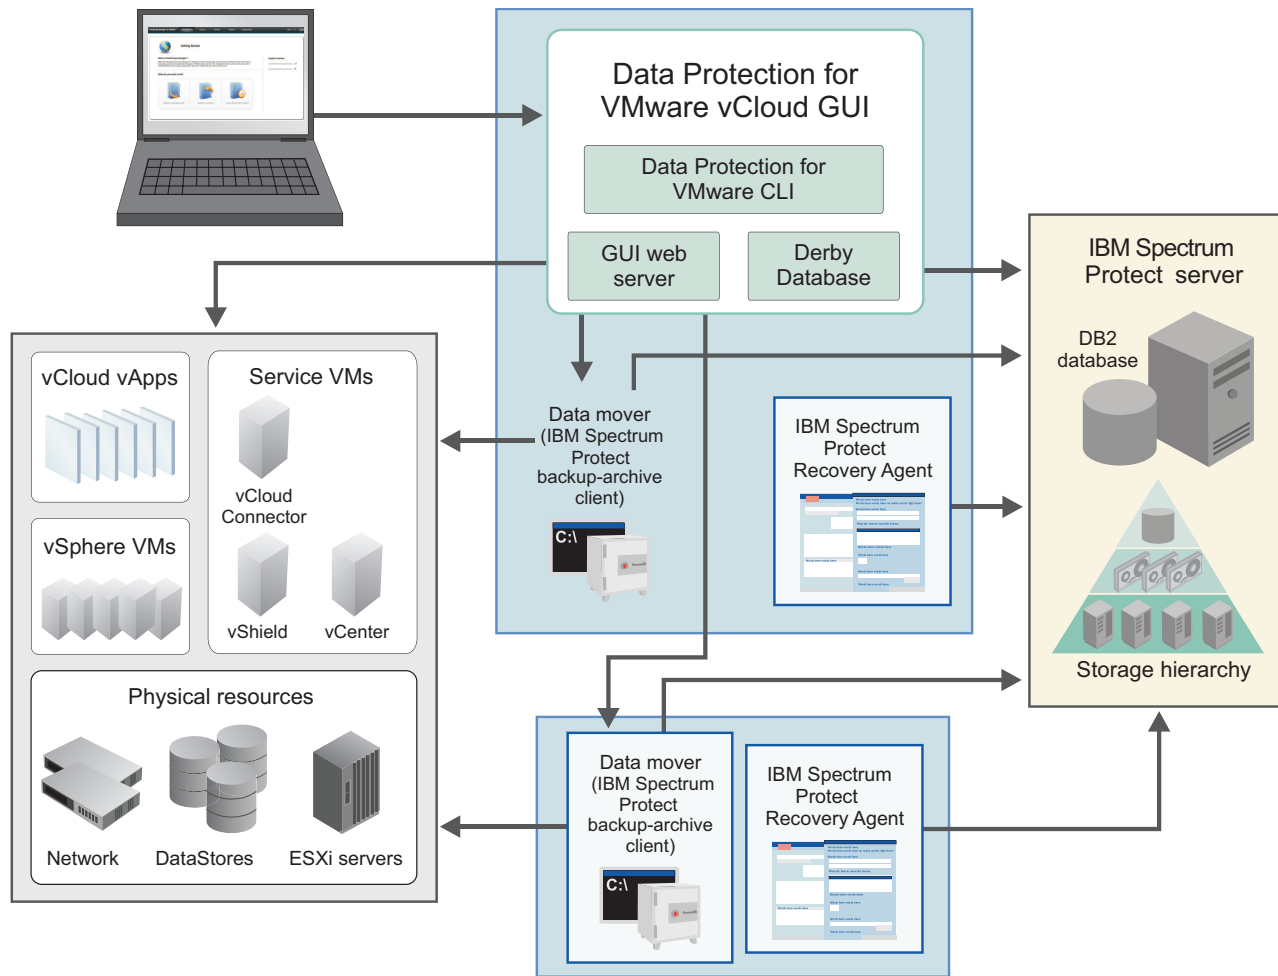 Getting Started
Data Protection for
VMware vCloud GUI
Data Protection for
VMware CLI
GUI web
server
Derby
Database
IBM Spectrum
Protect server
DB2
database
Storage hierarchy
vCloud vApps
Service VMs
vCloud
Connector
vSphere VMs
vShield
vCenter
Physical resources
Network
DataStores
ESXi servers
Data mover
(IBM Spectrum
Protect
backup-archive
client)
C:\
IBM Spectrum
Protect
Recovery Agent
Data mover
(IBM Spectrum
Protect
backup-archive
client)
C:\
IBM Spectrum
Protect
Recovery Agent